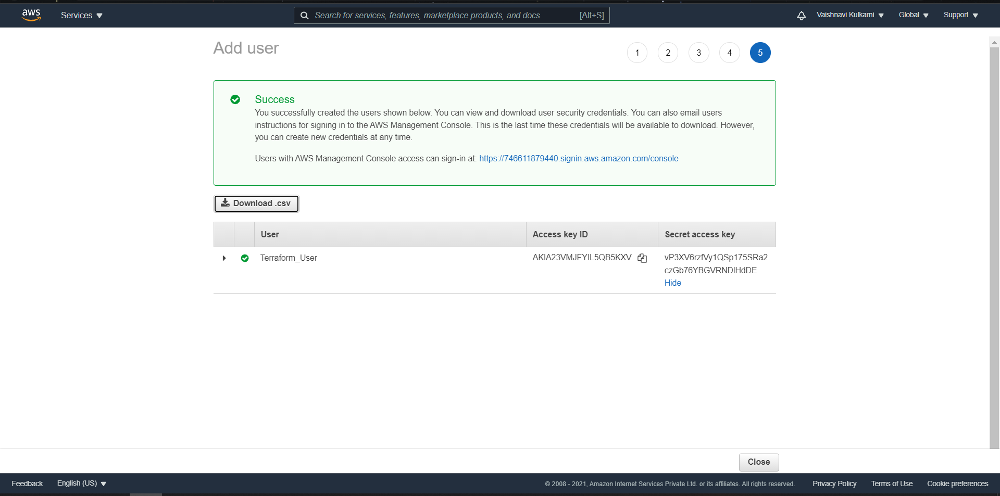 aws
Services
Search for services, features, marketplace products, and docs [Alt+S]
Vaishnavi Kulkarni
Global
Support
Add user
1 2 3 4 5
Success
You successfully created the users shown below. You can view and download user security credentials. You can also email users
instructions for signing in to the AWS Management Console. This is the last time these credentials will be available to download. However,
you can create new credentials at any time.
Users with AWS Management Console access can sign-in at: https://746611879440.signin.aws.amazon.com/console
Download .csv
User Access key ID Secret access key
Terraform_User AKIA23VMJFYIL5QB5KXV vP3XV6rzfVy1QSp175SRa2
Hide
Close
Feedback English (US)
© 2008 - 2021, Amazon Internet Services Private Ltd. or its affiliates. All rights reserved. Privacy Policy Terms of Use Cookie preferences